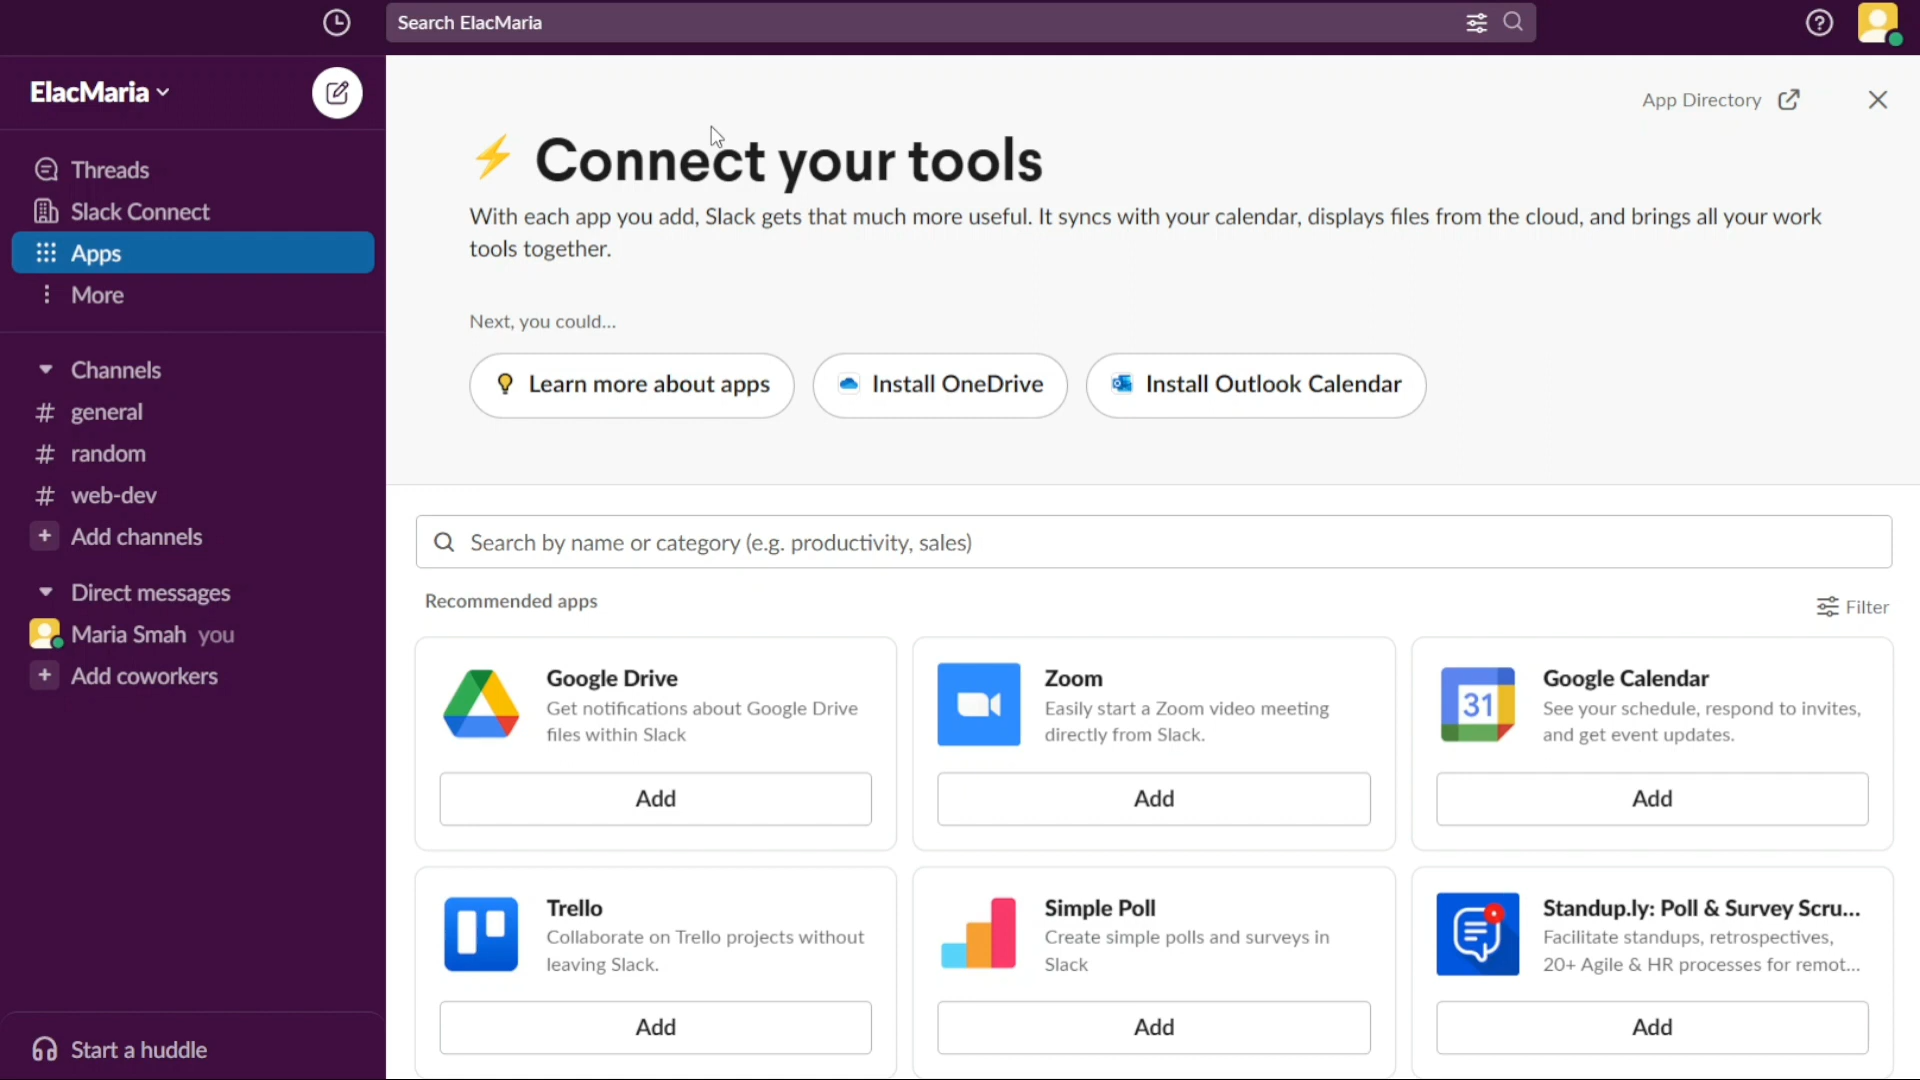 Search ElacMaria
ElacMaria
Threads
Slack Connect
Apps
More
Channels
# general
# random
# web-dev
+ Add channels
Direct messages
Maria Smah you
+ Add coworkers
Start a huddle
App Directory
Connect your tools
With each app you add, Slack gets that much more useful. It syncs with your calendar, displays files from the cloud, and brings all your work
tools together.
Next, you could...
Learn more about apps
Install OneDrive
Install Outlook Calendar
Search by name or category (e.g. productivity, sales)
Recommended apps
Filter
Google Drive
Get notifications about Google Drive
files within Slack
Add
Zoom
Easily start a Zoom video meeting
directly from Slack.
Add
31
Google Calendar
See your schedule, respond to invites,
and get event updates.
Add
Trello
Collaborate on Trello projects without
leaving Slack.
Add
Simple Poll
Create simple polls and surveys in
Slack
Add
Standup.ly: Poll & Survey Scru...
Facilitate standups, retrospectives,
20+ Agile & HR processes for remot...
Add